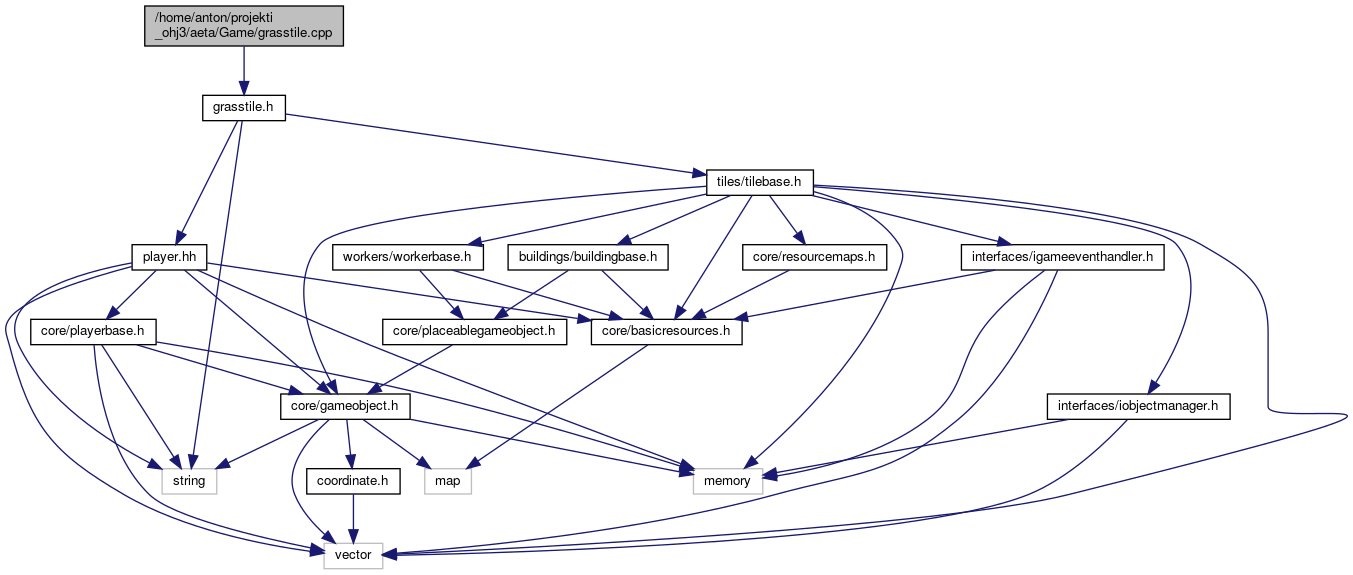 /home/anton/projekti
_ohj3/aeta/Game/grasstile.cpp
grasstile.h
tiles/tilebase.h
player.hh
workers/workerbase.h
buildings/buildingbase.h
core/resourcemaps.h
interfaces/igameeventhandler.h
core/playerbase.h
core/placeablegameobject.h
core/basicresources.h
core/gameobject.h
interfaces/iobjectmanager.h
string
coordinate.h
map
memory
vector